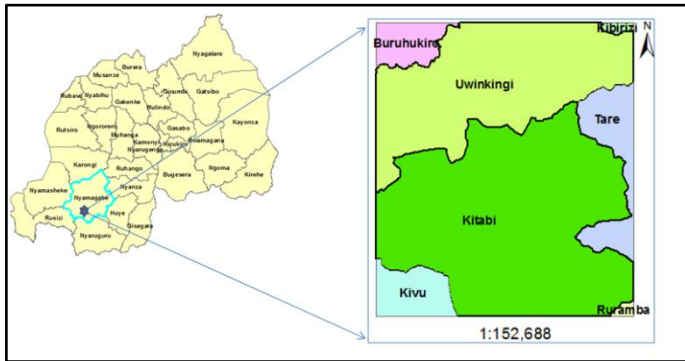 Nyagatare
Burera
Musanze
Rubavu
Nyabihu
Gicumbi
Gakenke
Rulindo
Gatsibo
Rutsiro
Ngororero
Muhanga
Gasabo
Kayonza
Kamonyi
Kicukiro
Rwamagana
Nyarugenge
Karongi
Ruhango
Bugesera
Ngoma
Kirehe
Nyamasheke
Nyamagabe
Nyanza
Rusizi
Huye
Gisagara
Nyaruguru
Buruhukiro
Kibirizi
N
Uwinkingi
Tare
Kitabi
Kivu
Ruramba
1:152,688